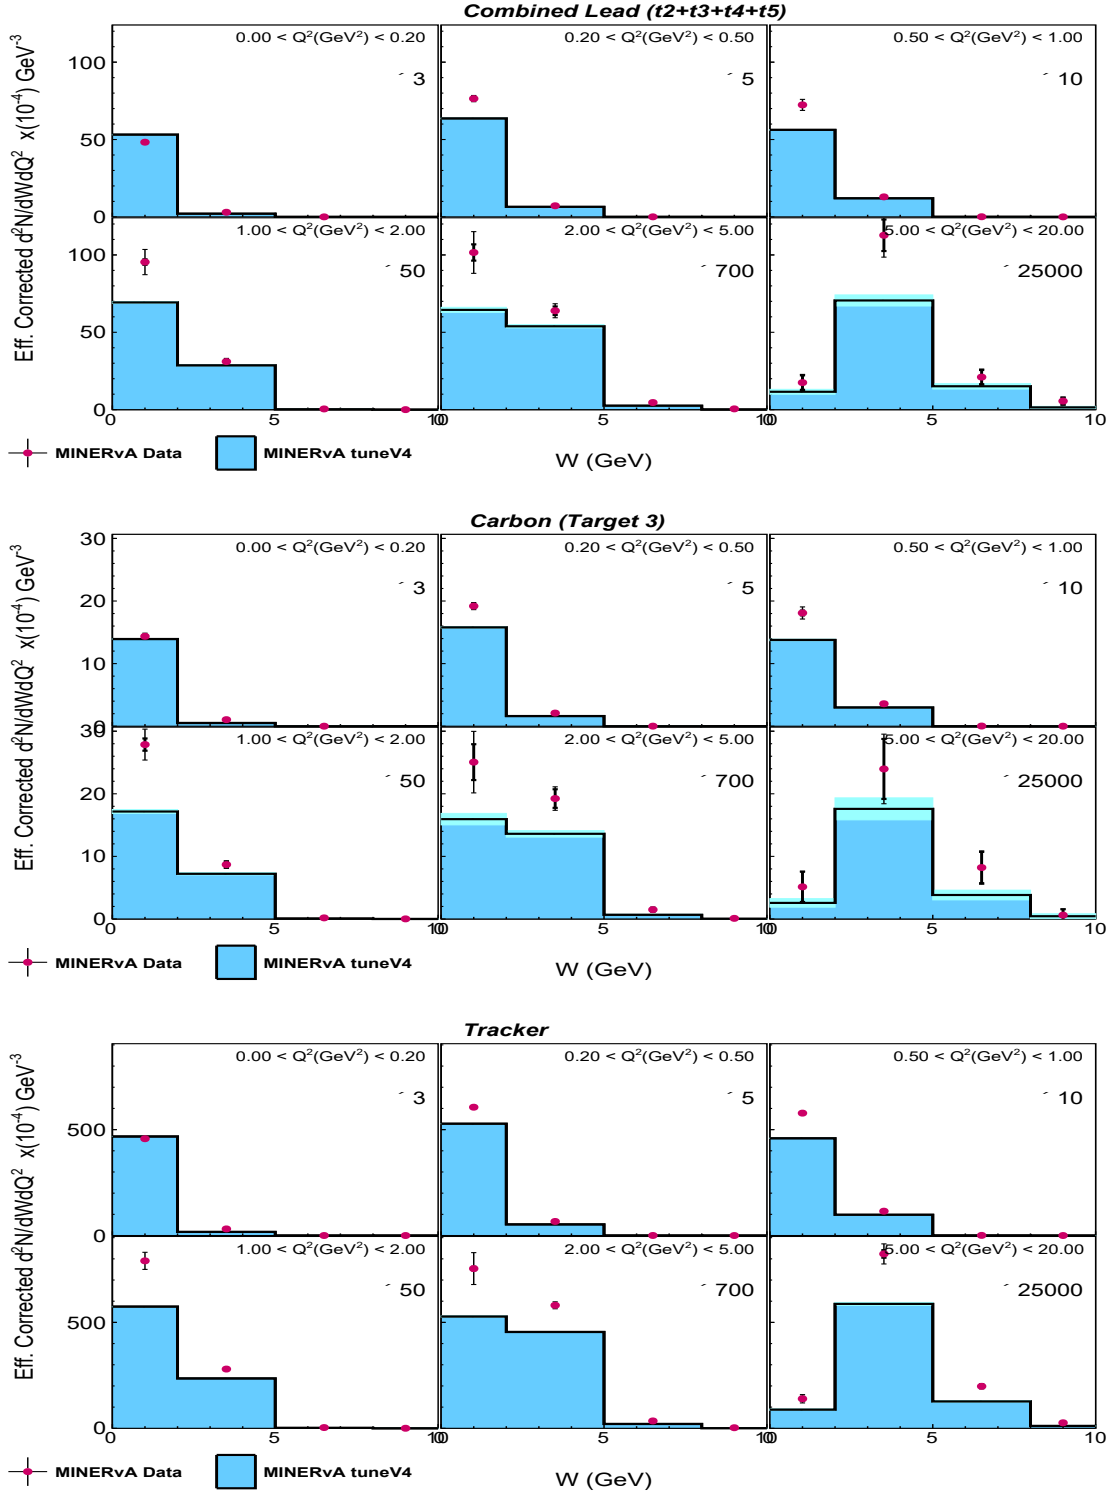 Combined Lead (t2+t3+t4+t5)
Eff. Corrected d²N/dWdQ² x(10⁻⁴) GeV⁻³
0.00 < Q²(GeV²) < 0.20
0.20 < Q²(GeV²) < 0.50
0.50 < Q²(GeV²) < 1.00
´ 3
´ 5
´ 10
100
50
0
1.00 < Q²(GeV²) < 2.00
2.00 < Q²(GeV²) < 5.00
5.00 < Q²(GeV²) < 20.00
´ 50
´ 700
´ 25000
100
50
0
0 5 10
0 5 10
0 5 10
MINERvA Data
MINERvA tuneV4
W (GeV)
Carbon (Target 3)
Eff. Corrected d²N/dWdQ² x(10⁻⁴) GeV⁻³
0.00 < Q²(GeV²) < 0.20
0.20 < Q²(GeV²) < 0.50
0.50 < Q²(GeV²) < 1.00
´ 3
´ 5
´ 10
30
20
10
0
1.00 < Q²(GeV²) < 2.00
2.00 < Q²(GeV²) < 5.00
5.00 < Q²(GeV²) < 20.00
´ 50
´ 700
´ 25000
30
20
10
0
0 5 10
0 5 10
0 5 10
MINERvA Data
MINERvA tuneV4
W (GeV)
Tracker
Eff. Corrected d²N/dWdQ² x(10⁻⁴) GeV⁻³
0.00 < Q²(GeV²) < 0.20
0.20 < Q²(GeV²) < 0.50
0.50 < Q²(GeV²) < 1.00
´ 3
´ 5
´ 10
500
0
1.00 < Q²(GeV²) < 2.00
2.00 < Q²(GeV²) < 5.00
5.00 < Q²(GeV²) < 20.00
´ 50
´ 700
´ 25000
500
0
0 5 10
0 5 10
0 5 10
MINERvA Data
MINERvA tuneV4
W (GeV)